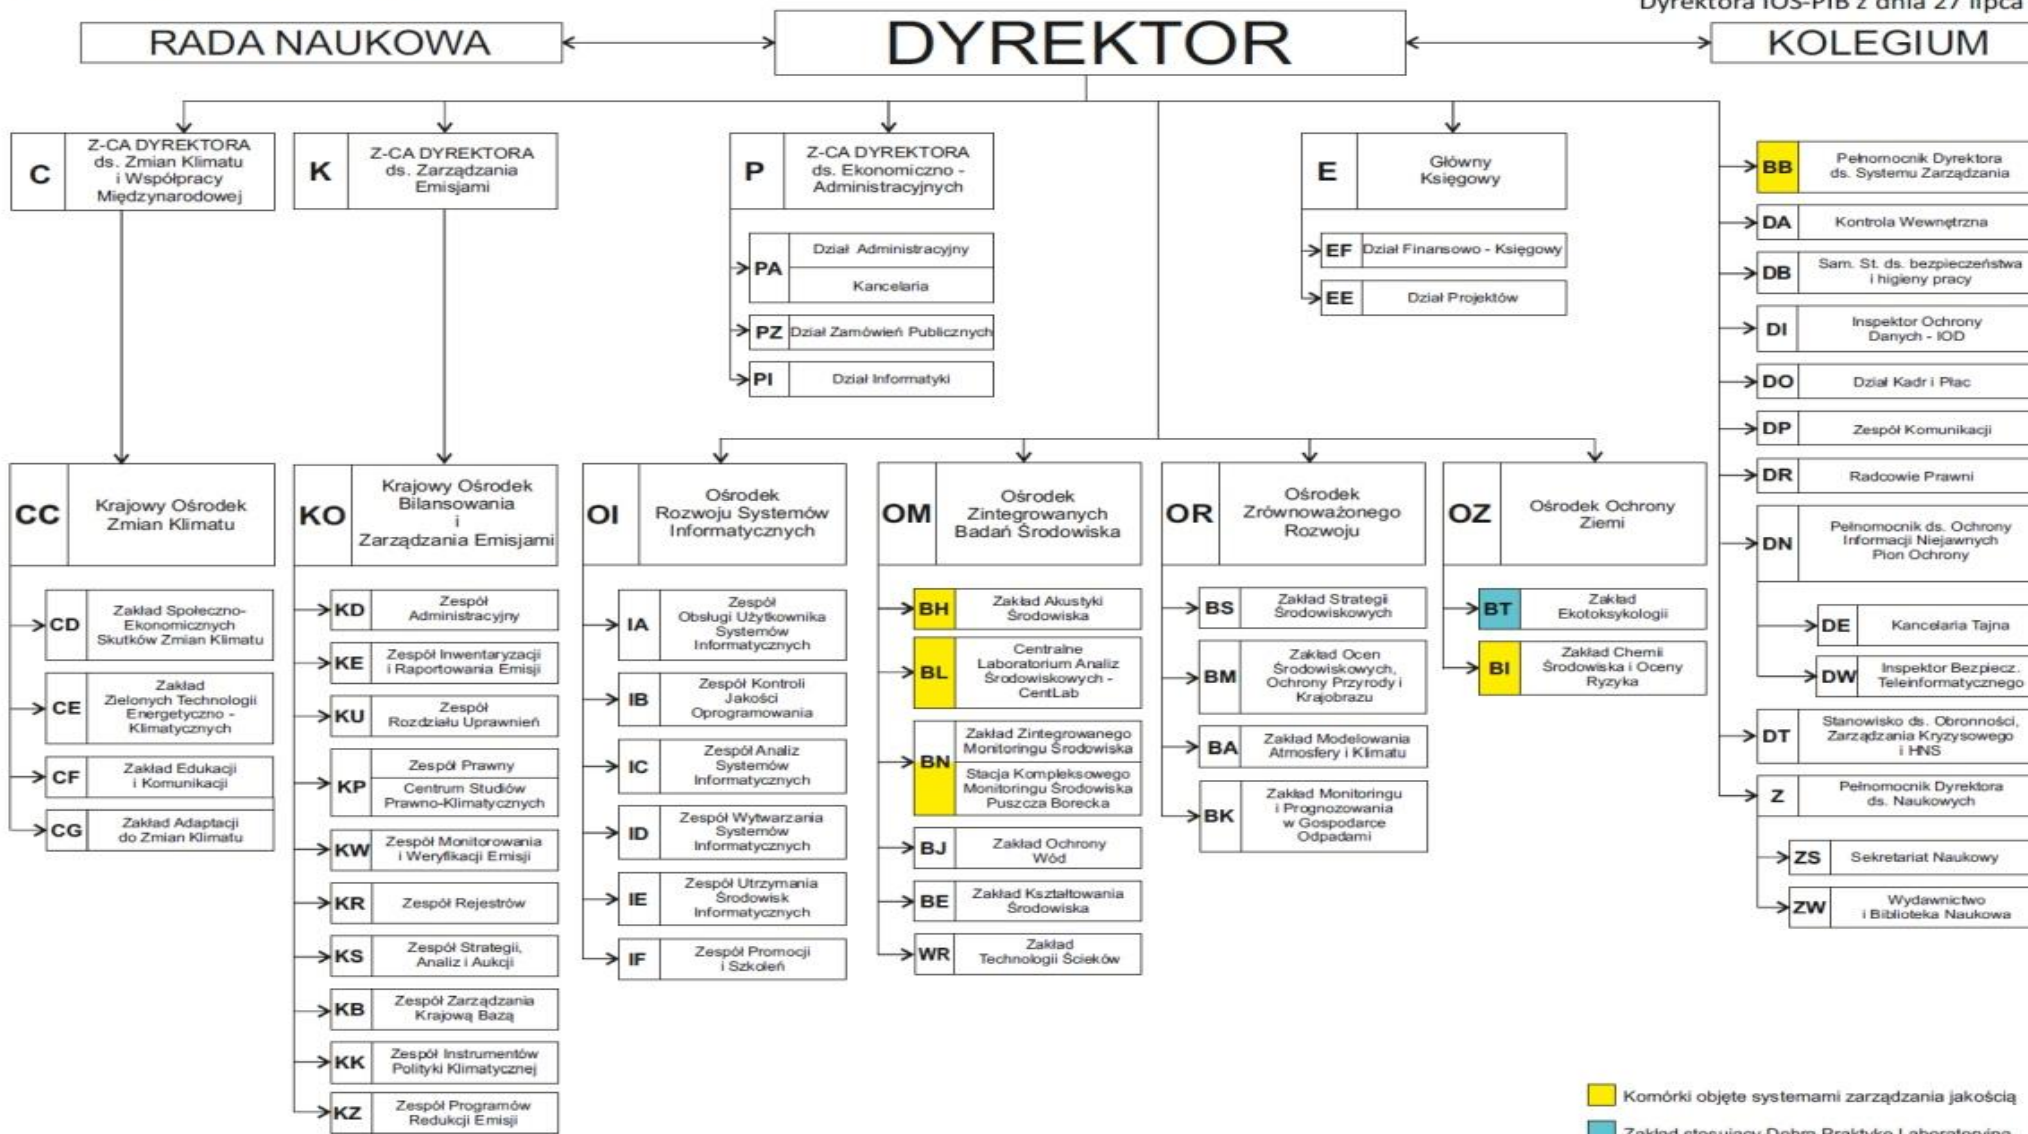 Dyrektora IOŚ-PIB z dnia 27 lipca
RADA NAUKOWA
DYREKTOR
KOLEGIUM
C
Z-CA DYREKTORA
ds. Zmian Klimatu
i Współpracy
Międzynarodowej
K
Z-CA DYREKTORA
ds. Zarządzania
Emisjami
P
Z-CA DYREKTORA
ds. Ekonomiczno -
Administracyjnych
E
Główny
Księgowy
PA
Dział Administracyjny
Kancelaria
PZ
Dział Zamówień Publicznych
PI
Dział Informatyki
EF
Dział Finansowo - Księgowy
EE
Dział Projektów
BB
Pełnomocnik Dyrektora
ds. Systemu Zarządzania
DA
Kontrola Wewnętrzna
DB
Sam. St. ds. bezpieczeństwa
i higieny pracy
DI
Inspektor Ochrony
Danych - IOD
DO
Dział Kadr i Płac
DP
Zespół Komunikacji
DR
Radcowie Prawni
DN
Pełnomocnik ds. Ochrony
Informacji Niejawnych
Pion Ochrony
DE
Kancelaria Tajna
DW
Inspektor Bezpiecz.
Teleinformatycznego
DT
Stanowisko ds. Obronności,
Zarządzania Kryzysowego
i HNS
Z
Pełnomocnik Dyrektora
ds. Naukowych
ZS
Sekretariat Naukowy
ZW
Wydawnictwo
i Biblioteka Naukowa
CC
Krajowy Ośrodek
Zmian Klimatu
CD
Zakład Społeczno-
Ekonomicznych
Skutków Zmian Klimatu
CE
Zakład
Zielonych Technologii
Energetyczno -
Klimatycznych
CF
Zakład Edukacji
i Komunikacji
CG
Zakład Adaptacji
do Zmian Klimatu
KO
Krajowy Ośrodek
Bilansowania
i
Zarządzania Emisjami
KD
Zespół
Administracyjny
KE
Zespół Inwentaryzacji
i Raportowania Emisji
KU
Zespół
Rozdziału Uprawnień
KP
Zespół Prawny
Centrum Studiów
Prawno-Klimatycznych
KW
Zespół Monitorowania
i Weryfikacji Emisji
KR
Zespół Rejestrów
KS
Zespół Strategii,
Analiz i Aukcji
KB
Zespół Zarządzania
Krajową Bazą
KK
Zespół Instrumentów
Polityki Klimatycznej
KZ
Zespół Programów
Redukcji Emisji
OI
Ośrodek
Rozwoju Systemów
Informatycznych
IA
Zespół
Obsługi Użytkownika
Systemów
Informatycznych
IB
Zespół Kontroli
Jakości
Oprogramowania
IC
Zespół Analiz
Systemów
Informatycznych
ID
Zespół Wytwarzania
Systemów
Informatycznych
IE
Zespół Utrzymania
Środowisk
Informatycznych
IF
Zespół Promocji
i Szkoleń
OM
Ośrodek
Zintegrowanych
Badań Środowiska
BH
Zakład Akustyki
Środowiska
BL
Centralne
Laboratorium Analiz
Środowiskowych -
CentLab
BN
Zakład Zintegrowanego
Monitoringu Środowiska
Stacja Kompleksowego
Monitoringu Środowiska
Puszcza Borecka
BJ
Zakład Ochrony
Wód
BE
Zakład Kształtowania
Środowiska
WR
Zakład
Technologii Ścieków
OR
Ośrodek
Zrównoważonego
Rozwoju
BS
Zakład Strategii
Środowiskowych
BM
Zakład Ocen
Środowiskowych,
Ochrony Przyrody i
Krajobrazu
BA
Zakład Modelowania
Atmosfery i Klimatu
BK
Zakład Monitoringu
i Prognozowania
w Gospodarce
Odpadami
OZ
Ośrodek Ochrony
Ziemi
BT
Zakład
Ekotoksykologii
BI
Zakład Chemii
Środowiska i Oceny
Ryzyka
Komórki objęte systemami zarządzania jakością
Zakład stosujący Dobrą Praktykę Laboratoryjną